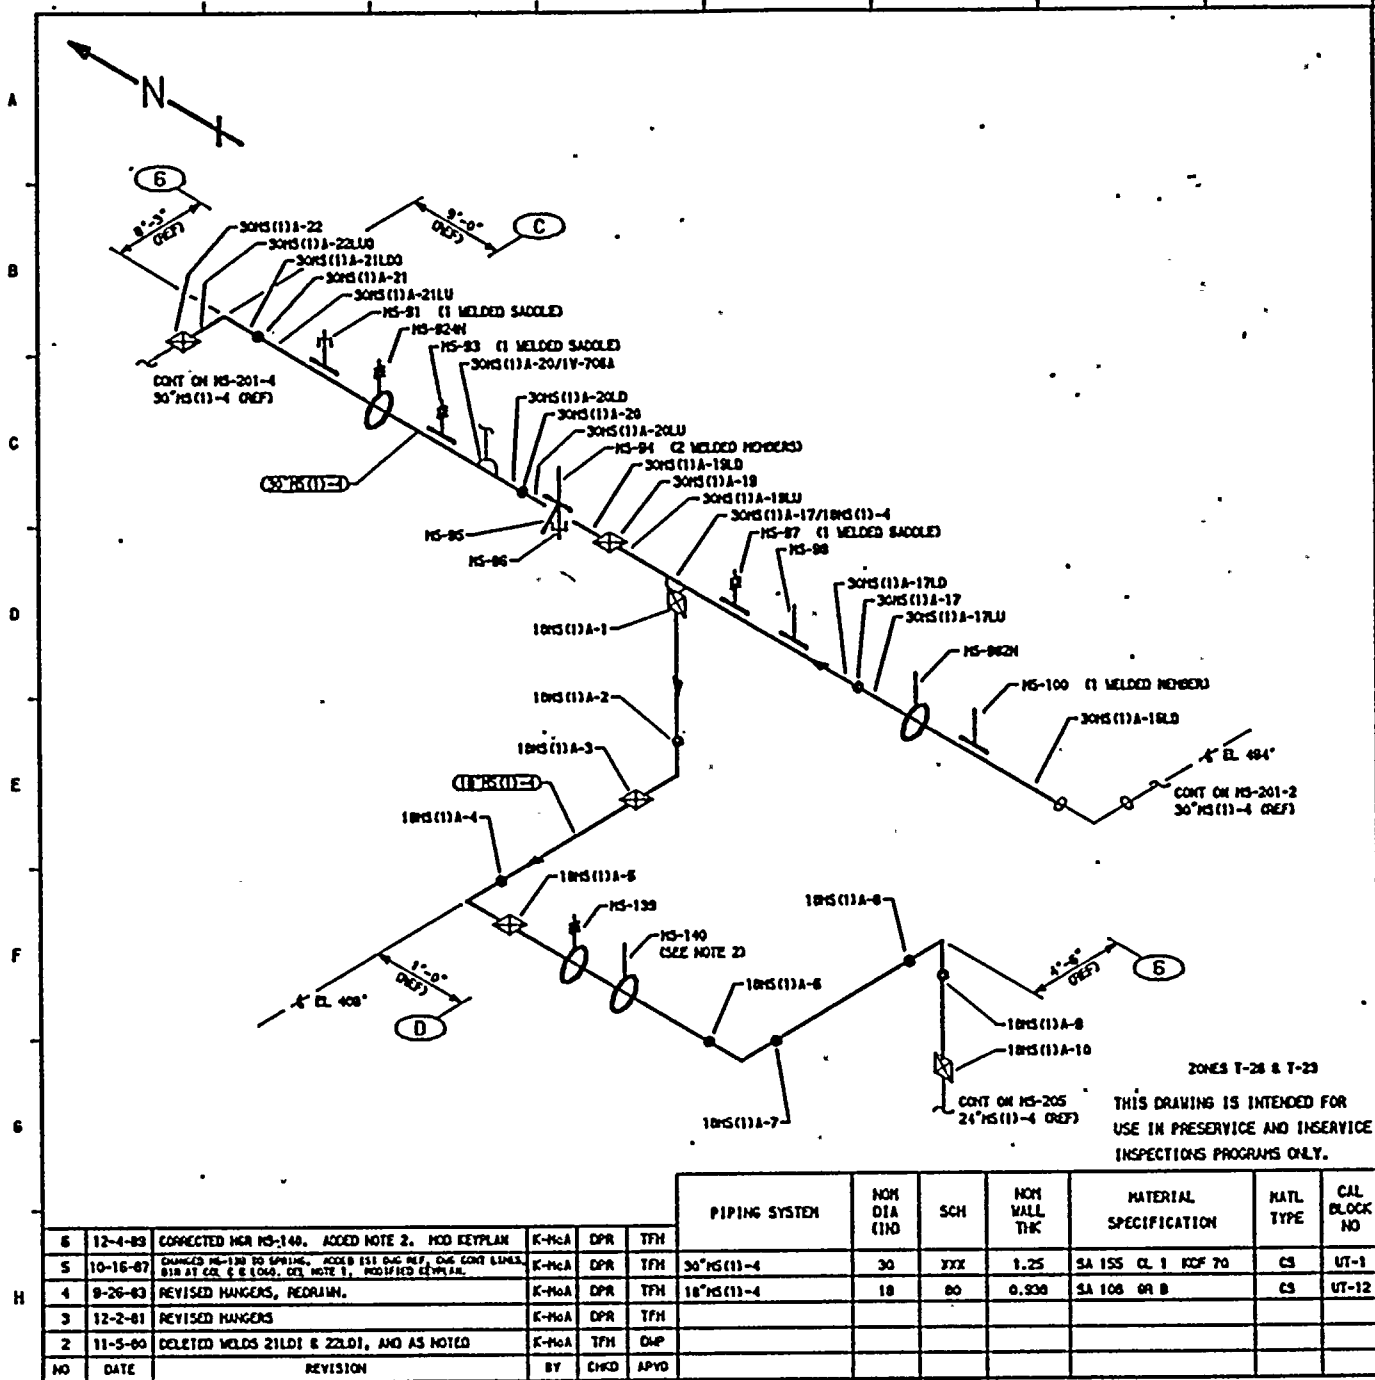 A
N
6
8'-3"
(REF)
9'-0"
(REF)
C
B
30MS(1)A-22
30MS(1)A-22LUO
30MS(1)A-21LDO
30MS(1)A-21
30MS(1)A-21LU
MS-91 (1 WELDED SADDLE)
MS-93 (1 WELDED SADDLE)
30MS(1)A-20/1V-706A
CONT ON MS-201-4
30"MS(1)-4 (REF)
30MS(1)A-20LD
30MS(1)A-20
30MS(1)A-20LU
C
MS-94 (2 WELDED MEMBERS)
30MS(1)A-19LD
30MS(1)A-19
30MS(1)A-19LU
30"MS(1)-4
30MS(1)A-17/18MS(1)-4
MS-97 (1 WELDED SADDLE)
MS-98
MS-95
MS-96
30MS(1)A-17LD
30MS(1)A-17
30MS(1)A-17LU
D
18MS(1)A-1
MS-100 (1 WELDED MEMBER)
18MS(1)A-2
30MS(1)A-16LD
18MS(1)A-3
EL 494'
E
18"MS(1)-4
CONT ON MS-201-2
30"MS(1)-4 (REF)
18MS(1)A-4
18MS(1)A-5
18MS(1)A-8
MS-139
MS-140
(SEE NOTE 2)
F
1'-0"
(REF)
4'-6"
(REF)
6
EL 408'
D
18MS(1)A-6
18MS(1)A-9
18MS(1)A-10
ZONES T-28 & T-29
CONT ON MS-205
24"MS(1)-4 (REF)
18MS(1)A-7
THIS DRAWING IS INTENDED FOR
USE IN PRESERVICE AND INSERVICE
INSPECTIONS PROGRAMS ONLY.
G
PIPING SYSTEM NOM DIA (IN) SCH NOM WALL THK MATERIAL SPECIFICATION MATL TYPE CAL BLOCK NO
30"MS(1)-4 30 XXX 1.25 SA 155 CL 1 KCF 70 CS UT-1
18"MS(1)-4 18 80 0.938 SA 106 GR B CS UT-12
H
6 12-4-89 CORRECTED HGR MS-140. ADDED NOTE 2. MOD KEYPLAN K-McA DPR TFH
5 10-16-87 K-McA DPR TFH
4 9-26-83 REVISED HANGERS, REDRAWN. K-McA DPR TFH
3 12-2-81 REVISED HANGERS K-McA DPR TFH
2 11-5-80 DELETED WELDS 21LDI & 22LDI, AND AS NOTED K-McA TFH DWP
NO DATE REVISION BY CHKD APVD